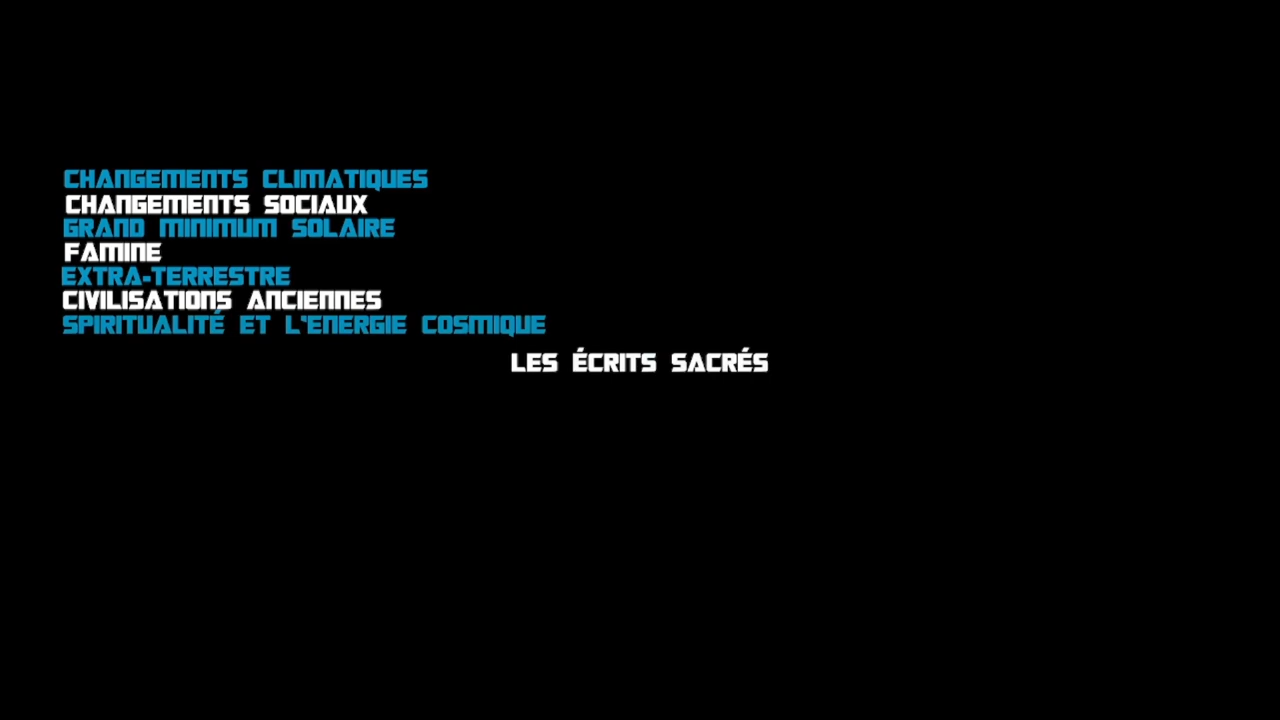 CHANGEMENTS CLIMATIQUES
CHANGEMENTS SOCIAUX
GRAND MINIMUM SOLAIRE
FAMINE
EXTRA-TERRESTRE
CIVILISATIONS ANCIENNES
SPIRITUALITÉ ET L'ENERGIE COSMIQUE
LES ÉCRITS SACRÉS